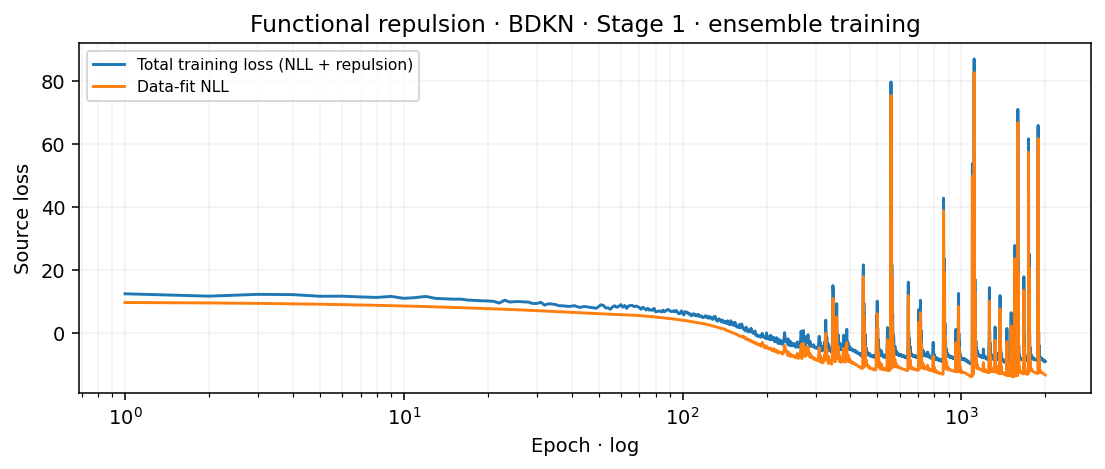 Functional repulsion · BDKN · Stage 1 · ensemble training
Total training loss (NLL + repulsion)
Data-fit NLL
Source loss
80
60
40
20
0
10⁰
10¹
10²
10³
Epoch · log